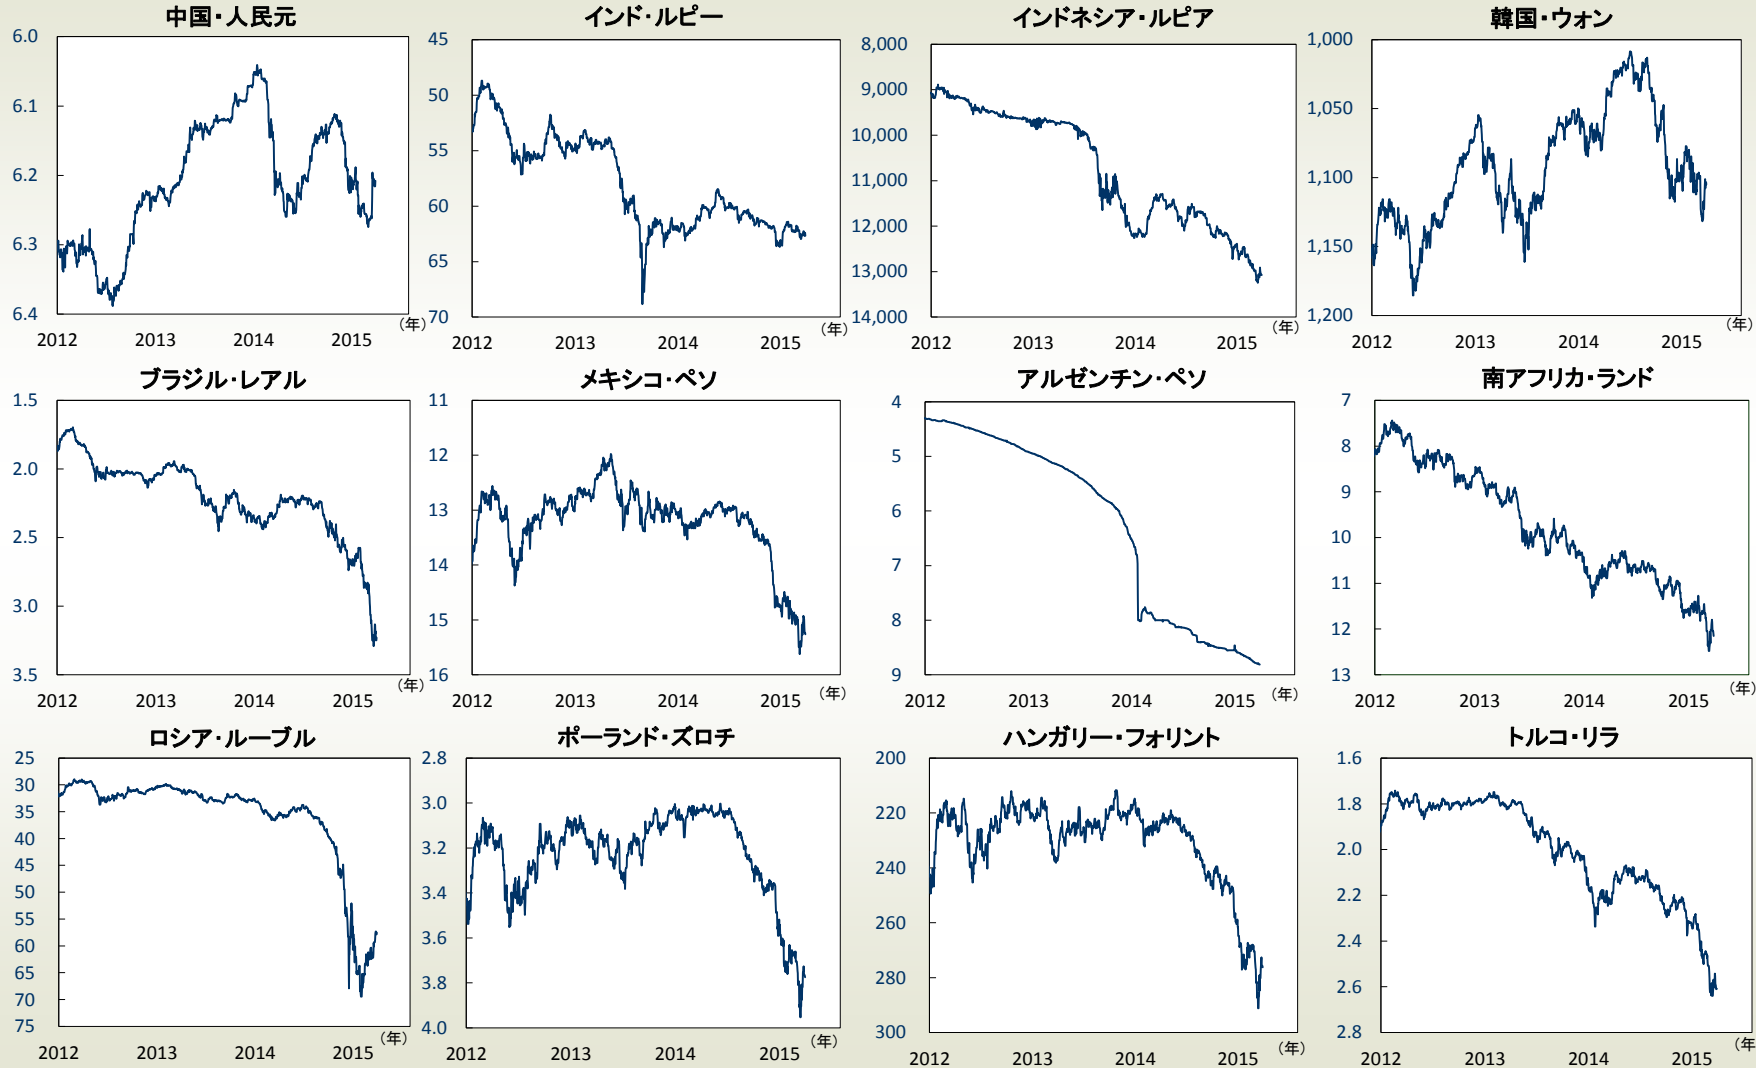 中国・人民元
6.0
6.1
6.2
6.3
6.4
2012 2013 2014 2015
(年)
インド・ルピー
45
50
55
60
65
70
2012 2013 2014 2015
(年)
インドネシア・ルピア
8,000
9,000
10,000
11,000
12,000
13,000
14,000
2012 2013 2014 2015
(年)
韓国・ウォン
1,000
1,050
1,100
1,150
1,200
2012 2013 2014 2015
(年)
ブラジル・レアル
1.5
2.0
2.5
3.0
3.5
2012 2013 2014 2015
(年)
メキシコ・ペソ
11
12
13
14
15
16
2012 2013 2014 2015
(年)
アルゼンチン・ペソ
4
5
6
7
8
9
2012 2013 2014 2015
(年)
南アフリカ・ランド
7
8
9
10
11
12
13
2012 2013 2014 2015
(年)
ロシア・ルーブル
25
30
35
40
45
50
55
60
65
70
75
2012 2013 2014 2015
(年)
ポーランド・ズロチ
2.8
3.0
3.2
3.4
3.6
3.8
4.0
2012 2013 2014 2015
(年)
ハンガリー・フォリント
200
220
240
260
280
300
2012 2013 2014 2015
(年)
トルコ・リラ
1.6
1.8
2.0
2.2
2.4
2.6
2.8
2012 2013 2014 2015
(年